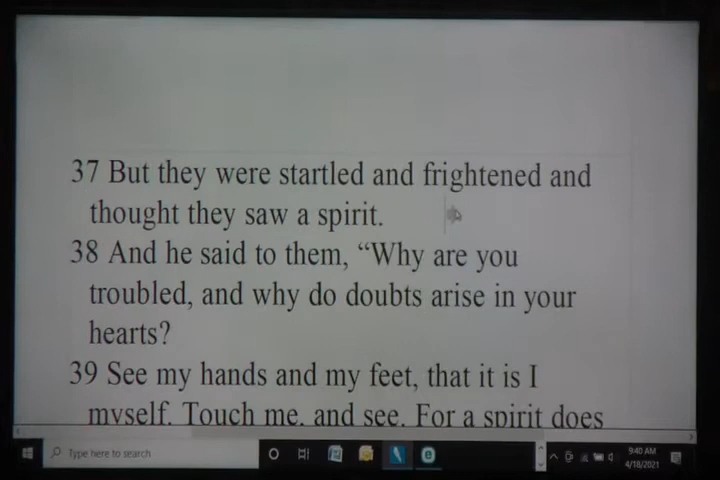 37 But they were startled and frightened and
thought they saw a spirit.
38 And he said to them, “Why are you
troubled, and why do doubts arise in your
hearts?
39 See my hands and my feet, that it is I
myself. Touch me, and see. For a spirit does
Type here to search
9:40 AM
4/18/2021